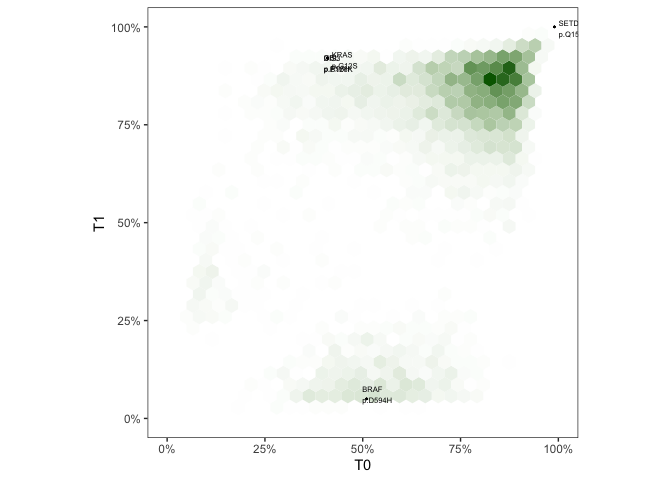 100%
SETD
p.Q15
KRAS
p.G12S
75%
T1
50%
25%
BRAF
p.D594H
0%
0%
25%
50%
75%
100%
T0